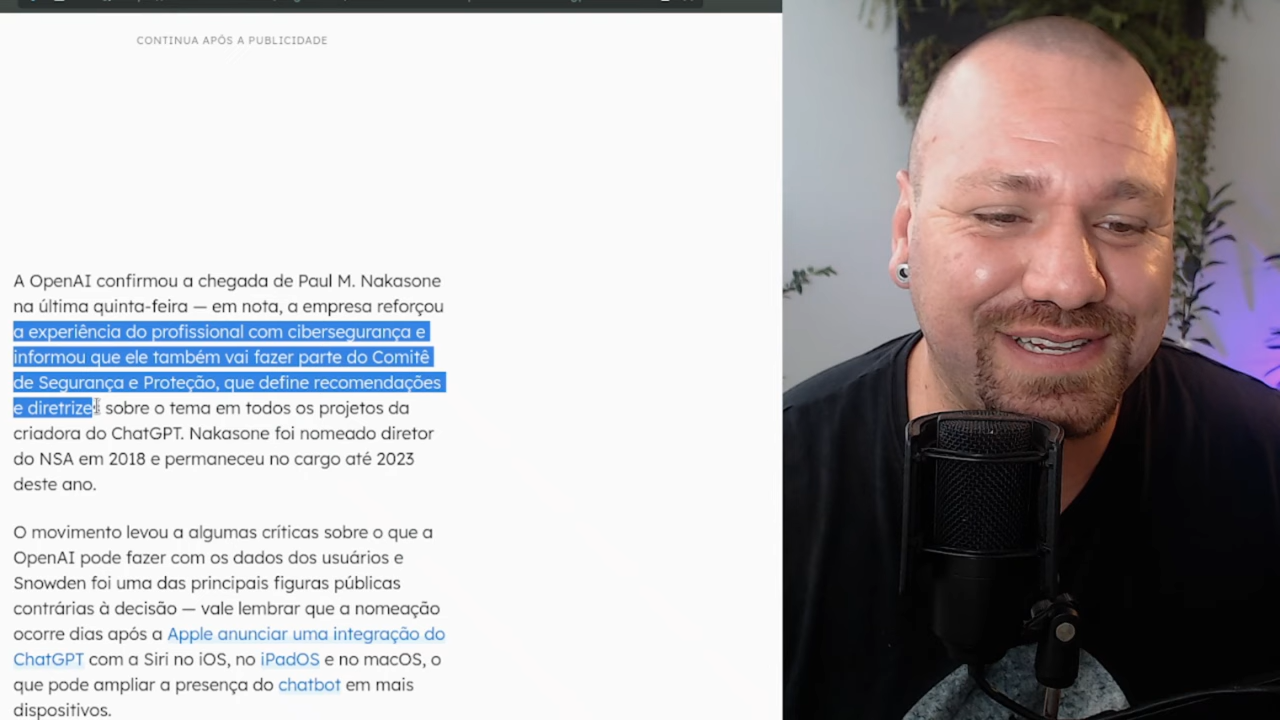 CONTINUA APÓS A PUBLICIDADE
A OpenAI confirmou a chegada de Paul M. Nakasone
na última quinta-feira — em nota, a empresa reforçou
a experiência do profissional com cibersegurança e
informou que ele também vai fazer parte do Comitê
de Segurança e Proteção, que define recomendações
e diretrizes sobre o tema em todos os projetos da
criadora do ChatGPT. Nakasone foi nomeado diretor
do NSA em 2018 e permaneceu no cargo até 2023
deste ano.
O movimento levou a algumas críticas sobre o que a
OpenAI pode fazer com os dados dos usuários e
Snowden foi uma das principais figuras públicas
contrárias à decisão — vale lembrar que a nomeação
ocorre dias após a Apple anunciar uma integração do
ChatGPT com a Siri no iOS, no iPadOS e no macOS, o
que pode ampliar a presença do chatbot em mais
dispositivos.